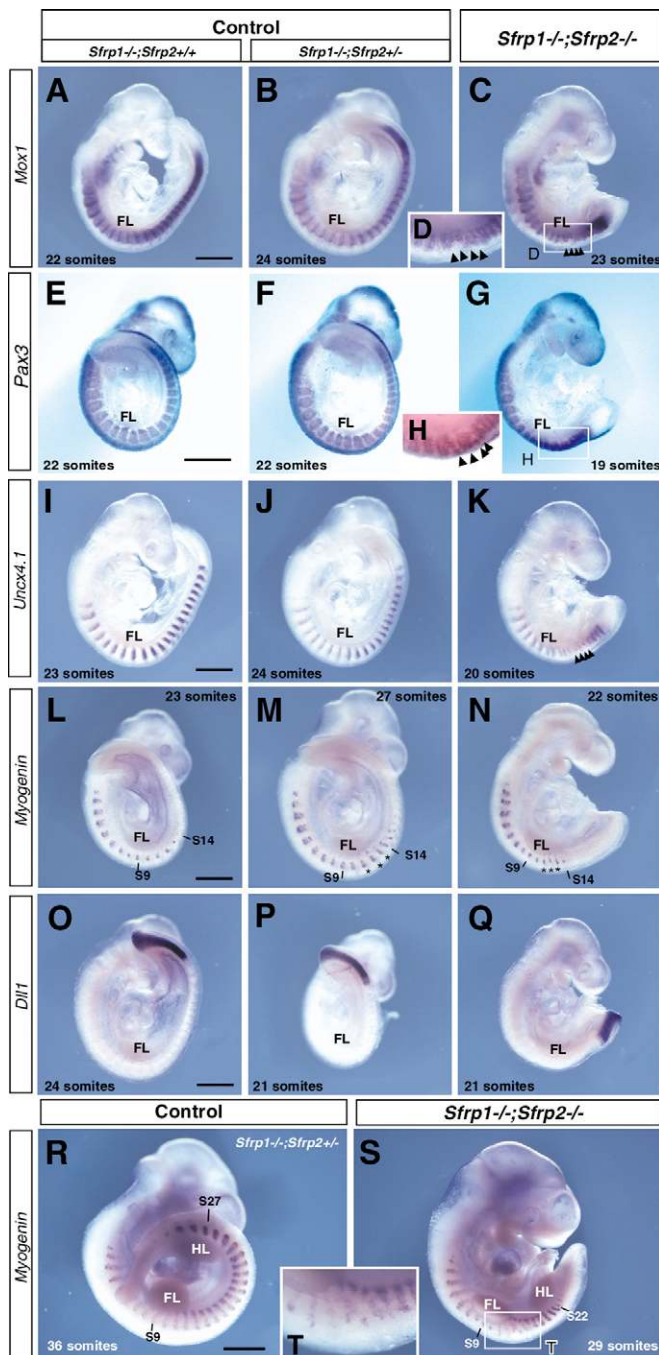 Control
Sfrp1-/-;Sfrp2-/-
Sfrp1-/-;Sfrp2+/+
Sfrp1-/-;Sfrp2+/-
Mox1
A
FL
22 somites
B
FL
24 somites
D
C
FL
D
23 somites
Pax3
E
FL
22 somites
F
FL
22 somites
H
G
FL
H
19 somites
Uncx4.1
I
FL
23 somites
J
FL
24 somites
K
FL
20 somites
Myogenin
L
23 somites
FL
S14
S9
M
27 somites
FL
S14
S9
***
N
22 somites
FL
S9
S14
***
Dll1
O
FL
24 somites
P
FL
21 somites
Q
FL
21 somites
Control
Sfrp1-/-;Sfrp2-/-
Myogenin
R
Sfrp1-/-;Sfrp2+/-
S27
HL
FL
S9
36 somites
T
S
HL
FL
S22
S9
T
29 somites